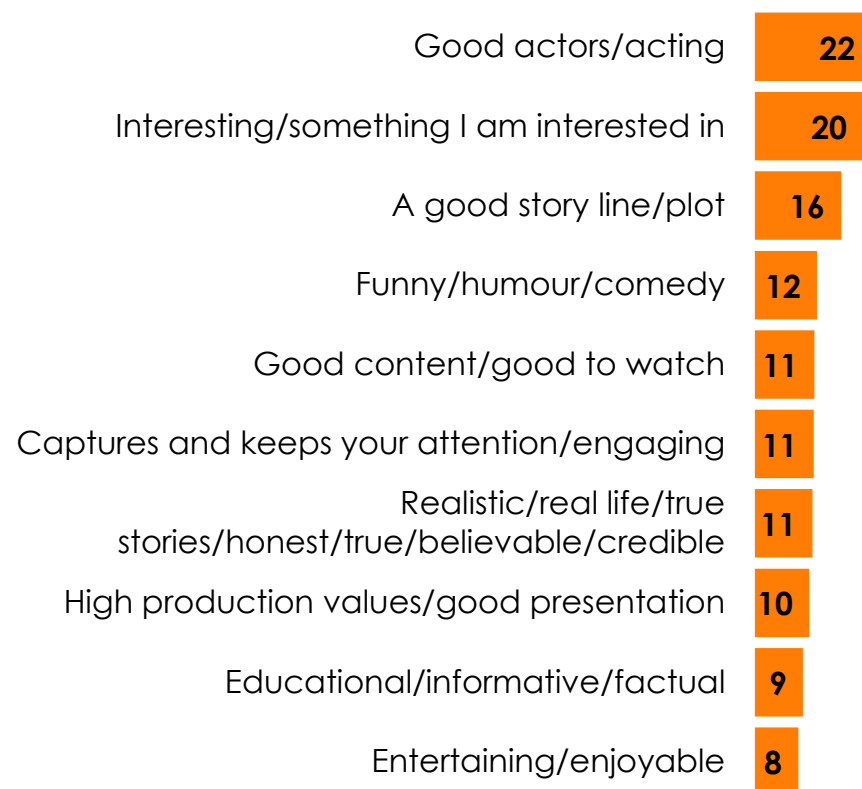 Good actors/acting 22
Interesting/something I am interested in 20
A good story line/plot 16
Funny/humour/comedy 12
Good content/good to watch 11
Captures and keeps your attention/engaging 11
Realistic/real life/true
stories/honest/true/believable/credible 11
High production values/good presentation 10
Educational/informative/factual 9
Entertaining/enjoyable 8